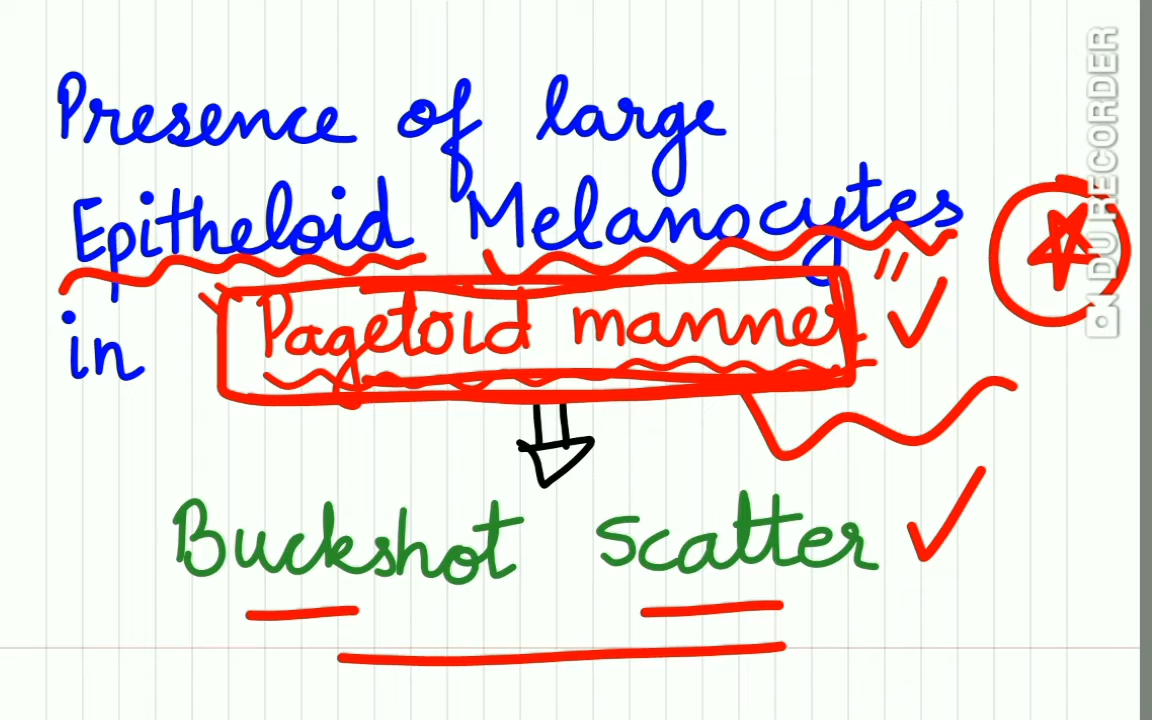 Presence of large
Epitheloid Melanocytes
in Pagetoid manner
Buckshot scatter
DU RECORDER